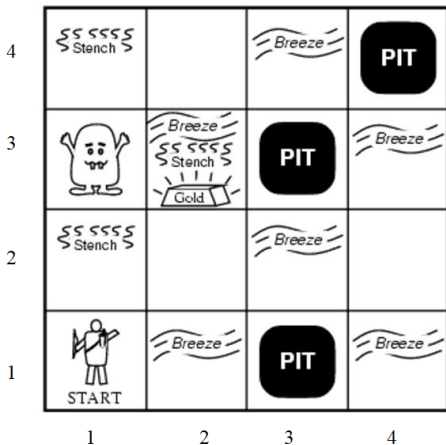 4
Stench
Breeze
PIT
3
Breeze
Stench
Gold
PIT
Breeze
2
Stench
Breeze
1
START
Breeze
PIT
Breeze
1 2 3 4